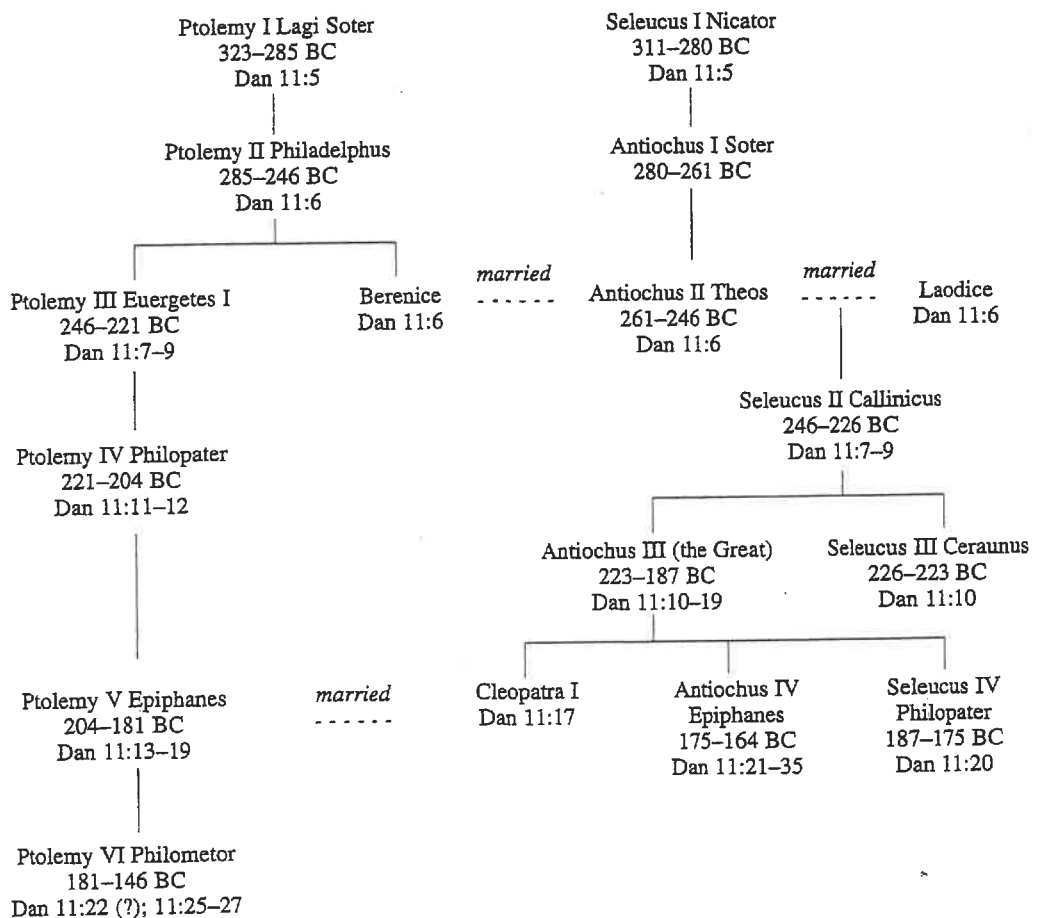 Ptolemy I Lagi Soter
323–285 BC
Dan 11:5
Seleucus I Nicator
311–280 BC
Dan 11:5
Ptolemy II Philadelphus
285–246 BC
Dan 11:6
Antiochus I Soter
280–261 BC
Ptolemy III Euergetes I
246–221 BC
Dan 11:7–9
Berenice
Dan 11:6
married
Antiochus II Theos
261–246 BC
Dan 11:6
married
Laodice
Dan 11:6
Seleucus II Callinicus
246–226 BC
Dan 11:7–9
Ptolemy IV Philopater
221–204 BC
Dan 11:11–12
Antiochus III (the Great)
223–187 BC
Dan 11:10–19
Seleucus III Ceraunus
226–223 BC
Dan 11:10
Ptolemy V Epiphanes
204–181 BC
Dan 11:13–19
married
Cleopatra I
Dan 11:17
Antiochus IV
Epiphanes
175–164 BC
Dan 11:21–35
Seleucus IV
Philopater
187–175 BC
Dan 11:20
Ptolemy VI Philometor
181–146 BC
Dan 11:22 (?); 11:25–27